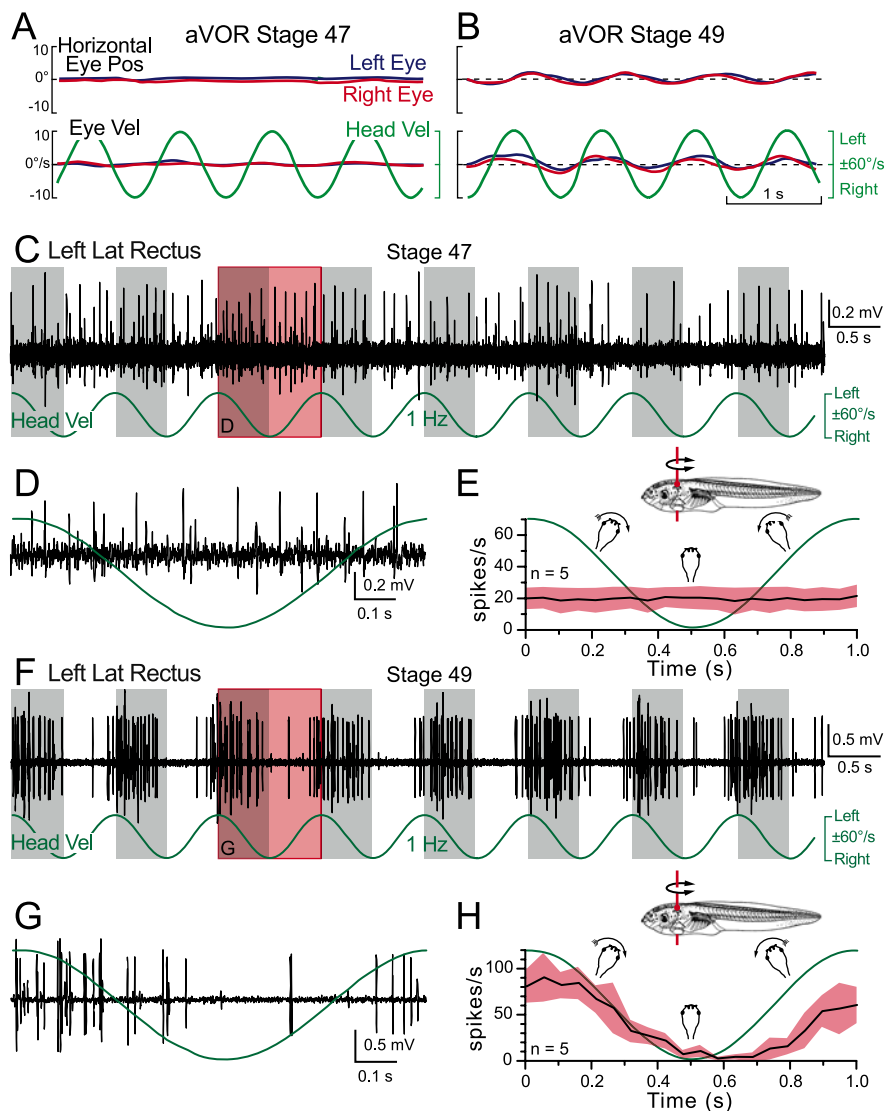 A
aVOR Stage 47
Horizontal
Eye Pos
10
0°
-10
Left Eye
Right Eye
Eye Vel
Head Vel
10
0°/s
-10
B
aVOR Stage 49
Left
±60°/s
Right
1 s
C Left Lat Rectus
Stage 47
0.2 mV
0.5 s
Head Vel
D
1 Hz
Left
±60°/s
Right
D
0.2 mV
0.1 s
E
spikes/s
60
40
20
0
n = 5
0 0.2 0.4 0.6 0.8 1.0
Time (s)
F Left Lat Rectus
Stage 49
0.5 mV
0.5 s
Head Vel
G
1 Hz
Left
±60°/s
Right
G
0.5 mV
0.1 s
H
spikes/s
100
50
0
n = 5
0 0.2 0.4 0.6 0.8 1.0
Time (s)